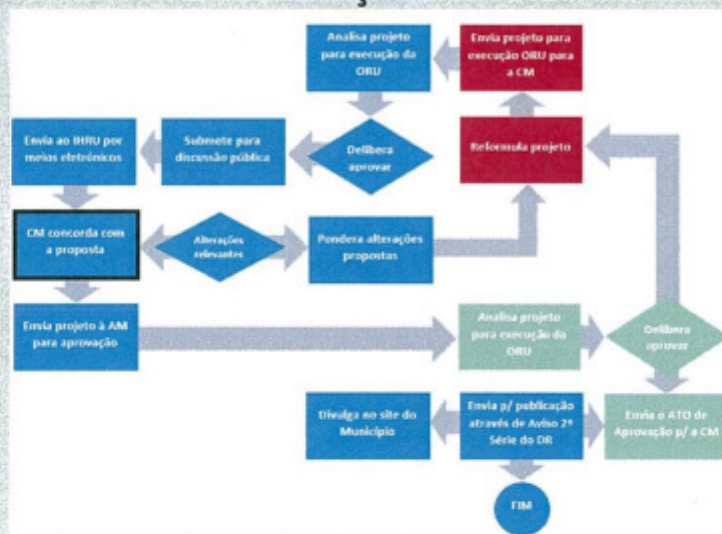 Analisa projeto
para execução da
ORU
Envia projeto para
execução ORU para
a CM
Envia ao IHRU por
meios eletrónicos
Submete para
discussão pública
Delibera
aprovar
Reformula projeto
CM concorda com
a proposta
Alterações
relevantes
Pondera alterações
propostas
Envia projeto à AM
para aprovação
Analisa projeto
para execução da
ORU
Delibera
aprovar
Divulga no site do
Município
Envia p/ publicação
através de Aviso 2ª
Série do DR
Envia o ATO de
Aprovação p/ a CM
FIM